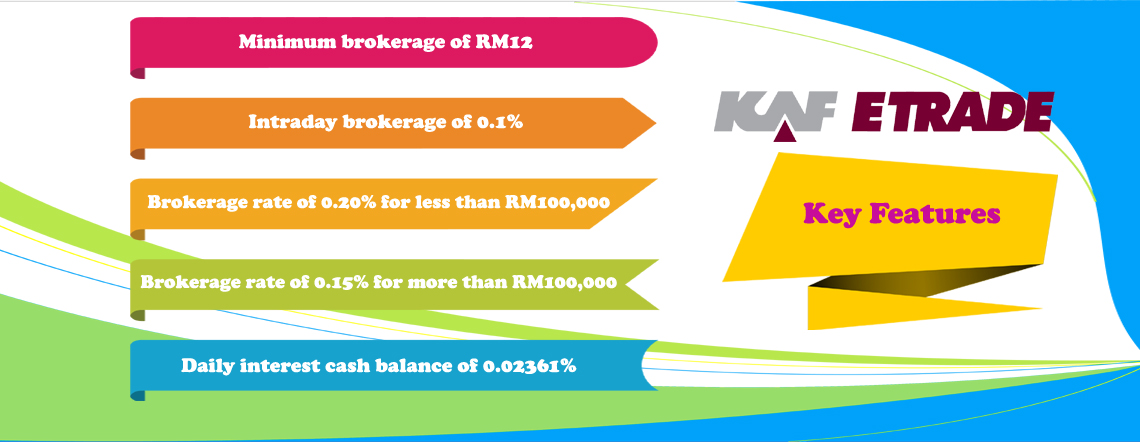 Minimum brokerage of RM12
Intraday brokerage of 0.1%
Brokerage rate of 0.20% for less than RM100,000
Brokerage rate of 0.15% for more than RM100,000
Daily interest cash balance of 0.02361%
KAF ETRADE
Key Features